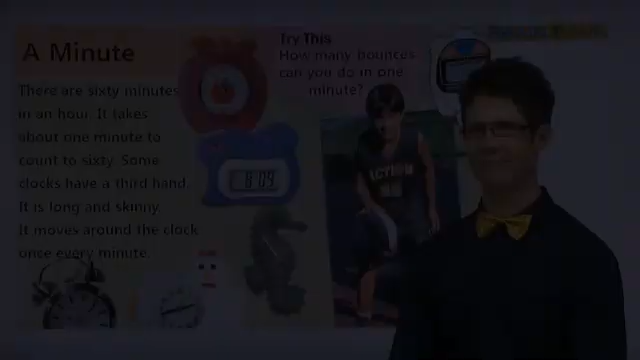 A Minute
There are sixty minutes
in an hour. It takes
about one minute to
count to sixty. Some
clocks have a third hand.
It is long and skinny.
It moves around the clock
once every minute.
Try This
How many bounces
can you do in one
minute?
8:09
ACTION